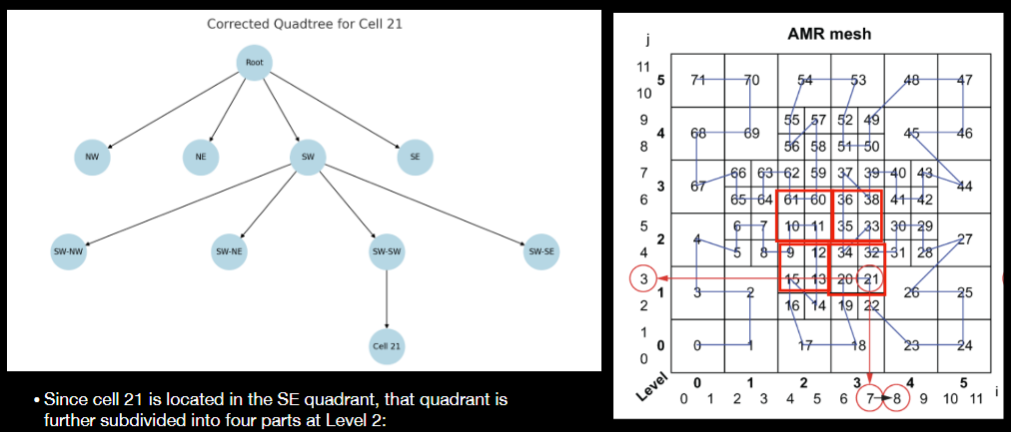 Corrected Quadtree for Cell 21
Root
NW NE SW SE
SW-NW SW-NE SW-SW SW-SE
Cell 21
• Since cell 21 is located in the SE quadrant, that quadrant is
further subdivided into four parts at Level 2:
AMR mesh
j
11
5 71 70 54 53 48 47
10
9 55 57 52 49
4 68 69 45 46
8 56 58 51 50
7 66 63 62 59 37 39 40 43
3 67 44
6 65 64 61 60 36 38 41 42
5 6 7 10 11 35 33 30 29
2 4 27
4 5 8 9 12 34 32 31 28
3 15 13 20 21
1 3 2 26 25
2 16 14 19 22
1
0 0 1 17 18 23 24
0
Level 0 1 2 3 4 5
0 1 2 3 4 5 6 7 8 9 10 11 i